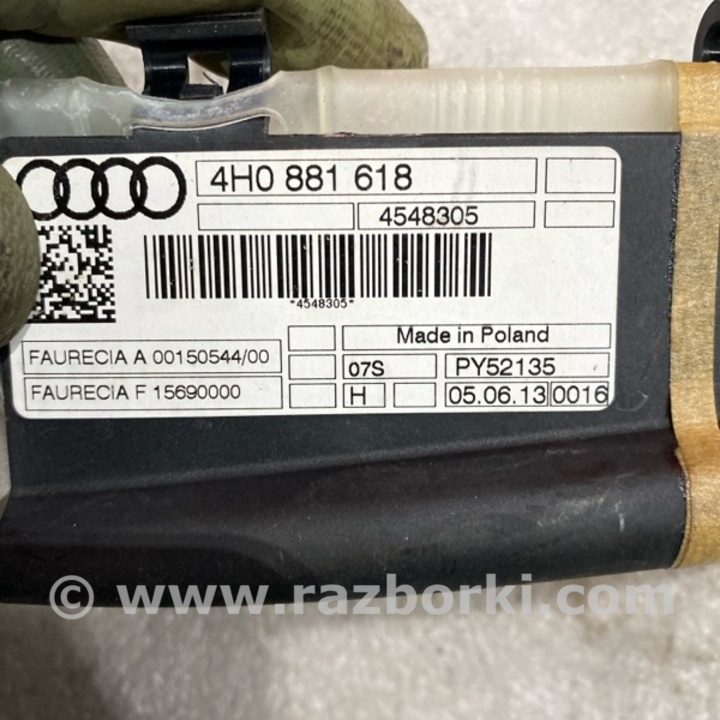 4H0 881 618
4548305
*4548305*
Made in Poland
FAURECIA A 00150544/00
07S PY52135
FAURECIA F 15690000
H 05.06.13 0016
© www.razborki.com